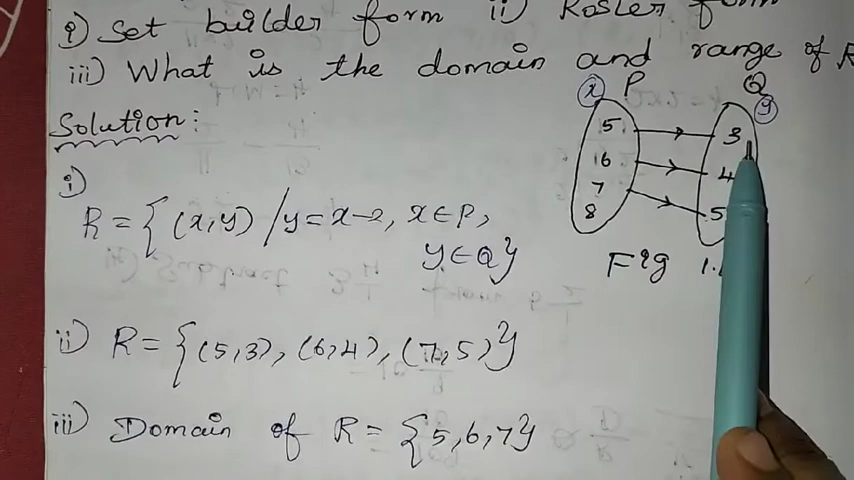 i) Set builder form ii) Roster form
iii) What is the domain and range of R
Solution:
x P Q y
5 3
6 4
7 5
8
Fig 1.
i)
R = { (x,y) / y = x-2, x ∈ P,
y ∈ Q }
ii) R = { (5,3), (6,4), (7,5) }
iii) Domain of R = { 5,6,7 }